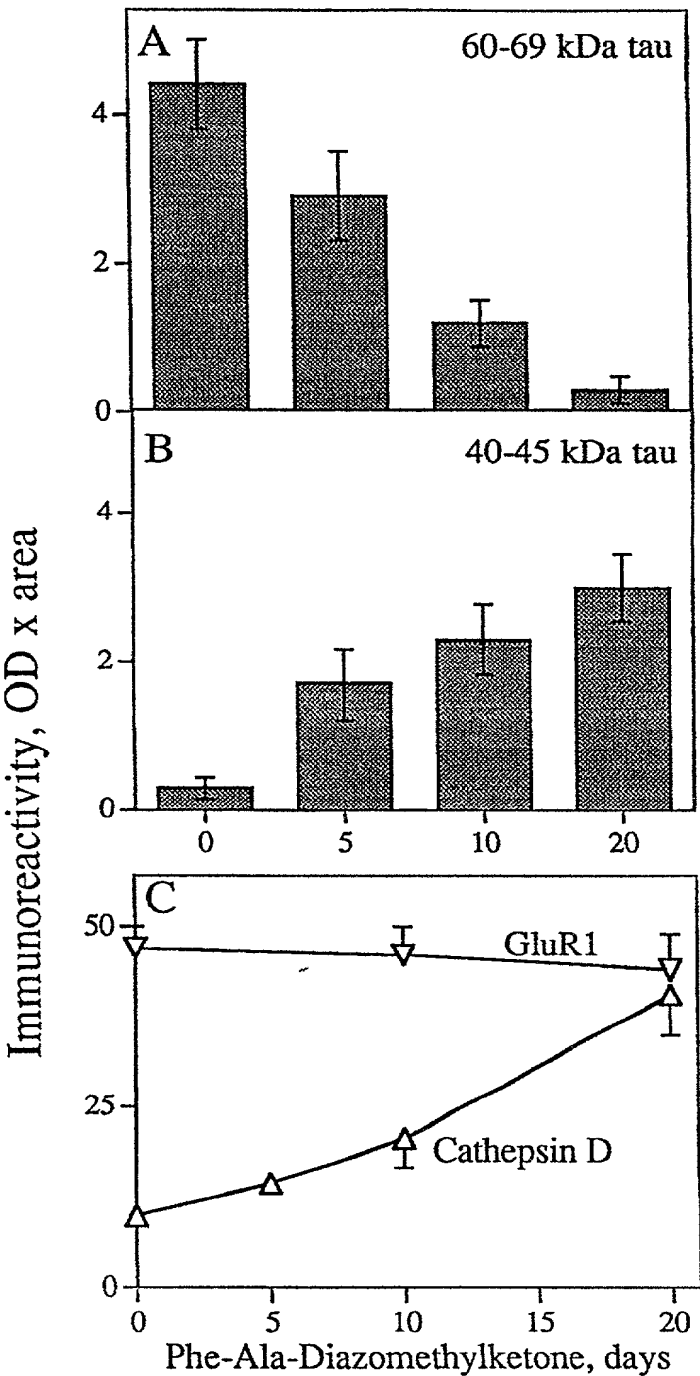 A
60-69 kDa tau
4
2
0
B
40-45 kDa tau
4
2
0
0 5 10 20
Immunoreactivity, OD x area
C
50
GluR1
25
Cathepsin D
0
0 5 10 15 20
Phe-Ala-Diazomethylketone, days